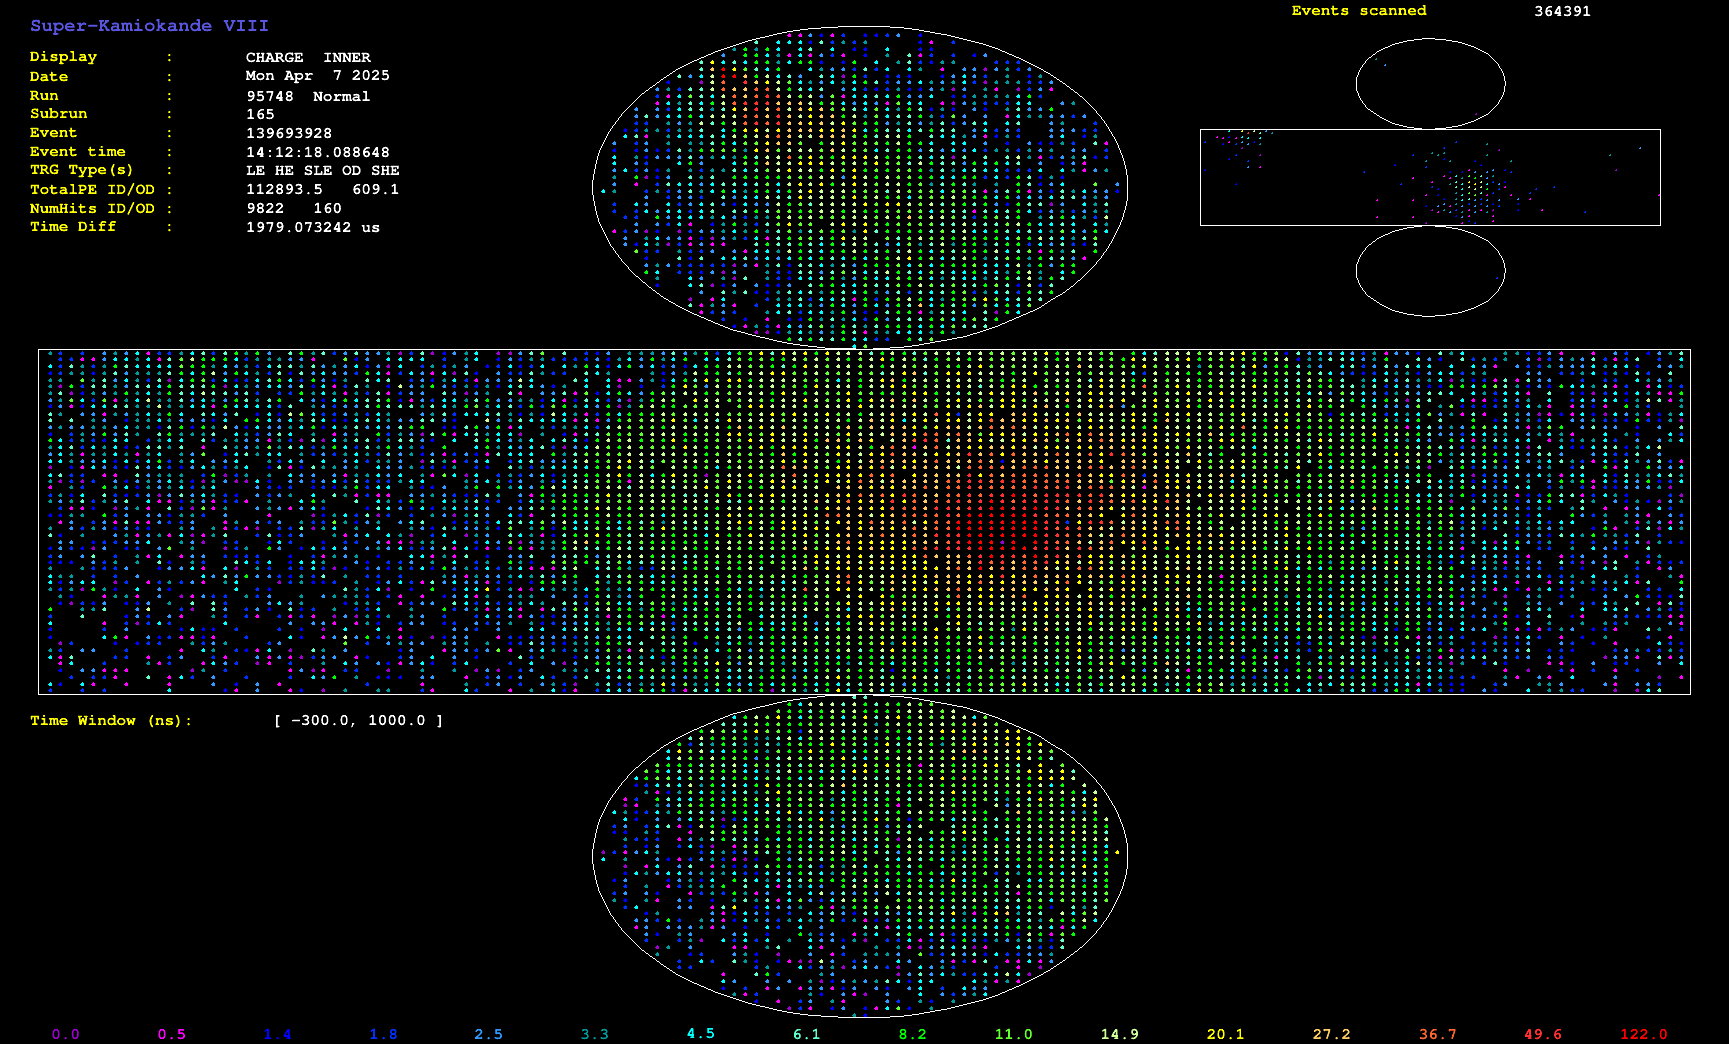 Super-Kamiokande VIII
Events scanned 364391
Display : CHARGE INNER
Date : Mon Apr 7 2025
Run : 95748 Normal
Subrun : 165
Event : 139693928
Event time : 14:12:18.088648
TRG Type(s) : LE HE SLE OD SHE
TotalPE ID/OD : 112893.5 609.1
NumHits ID/OD : 9822 160
Time Diff : 1979.073242 us
Time Window (ns): [ -300.0, 1000.0 ]
0.0 0.5 1.4 1.8 2.5 3.3 4.5 6.1 8.2 11.0 14.9 20.1 27.2 36.7 49.6 122.0